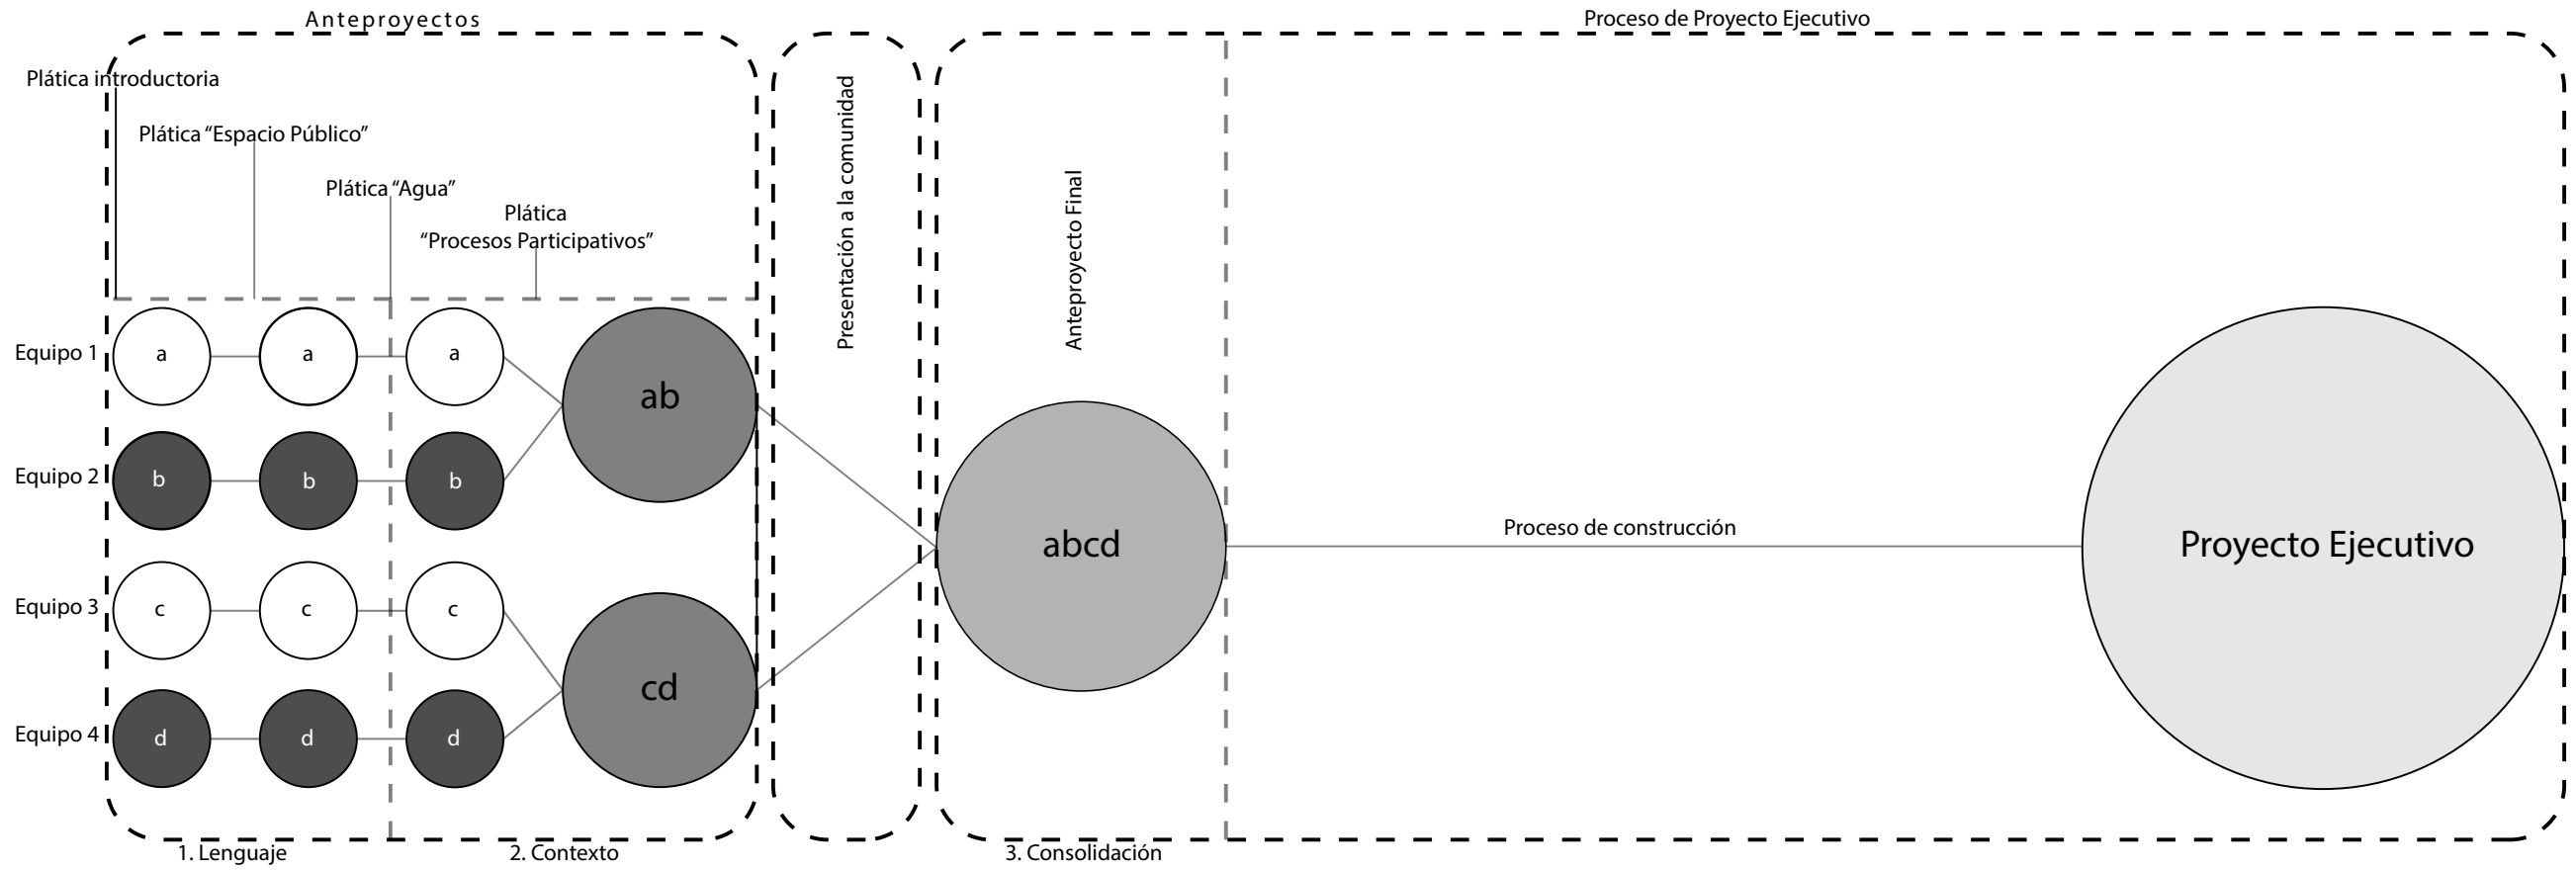 Anteproyectos
Proceso de Proyecto Ejecutivo
Plática introductoria
Plática “Espacio Público”
Plática “Agua”
Plática
“Procesos Participativos”
Presentación a la comunidad
Anteproyecto Final
Equipo 1
a
a
a
ab
Equipo 2
b
b
b
abcd
Proceso de construcción
Proyecto Ejecutivo
Equipo 3
c
c
c
cd
Equipo 4
d
d
d
1. Lenguaje
2. Contexto
3. Consolidación